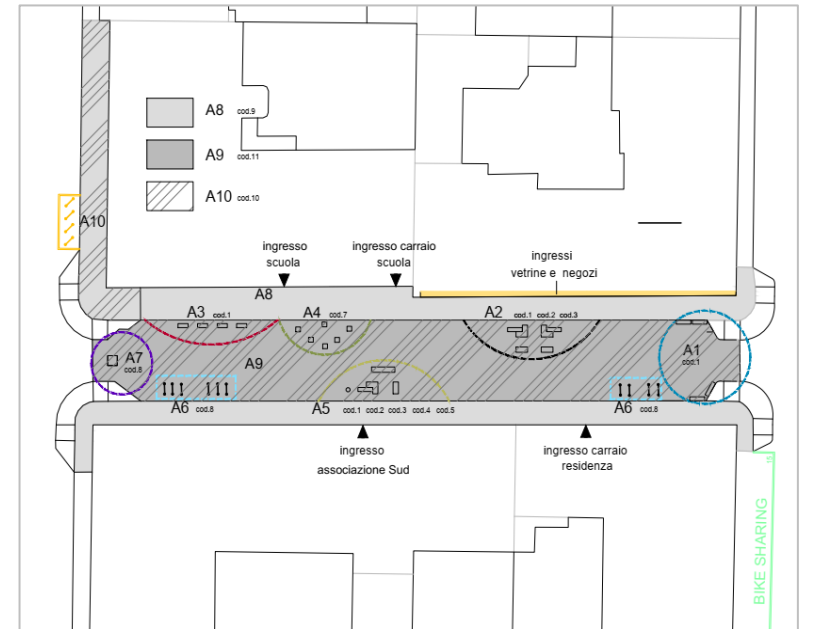 A8 cod.9
A9 cod.11
A10 cod.10
A10
ingresso
scuola
ingresso carraio
scuola
ingressi
vetrine e negozi
A8
A3 cod.1
A4 cod.7
A2 cod.1 cod.2 cod.3
A7
cod.8
A9
A1
cod.1
A6 cod.8
A5 cod.1 cod.2 cod.3 cod.4 cod.5
A6 cod.8
ingresso
associazione Sud
ingresso carraio
residenza
BIKE SHARING